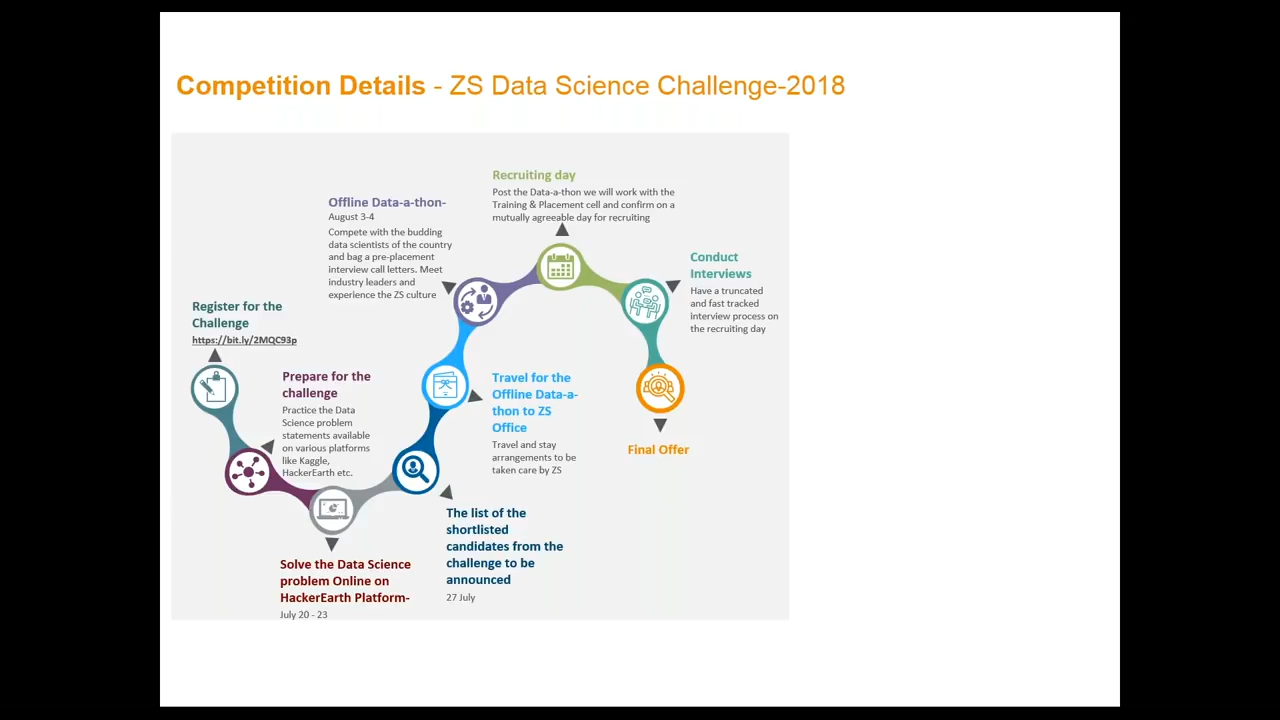 Competition Details - ZS Data Science Challenge-2018
Register for the
Challenge
https://bit.ly/2MQC93p
Prepare for the
challenge
Practice the Data
Science problem
statements available
on various platforms
like Kaggle,
HackerEarth etc.
Solve the Data Science
problem Online on
HackerEarth Platform-
July 20 - 23
The list of the
shortlisted
candidates from the
challenge to be
announced
27 July
Travel for the
Offline Data-a-
thon to ZS
Office
Travel and stay
arrangements to be
taken care by ZS
Offline Data-a-thon-
August 3-4
Compete with the budding
data scientists of the country
and bag a pre-placement
interview call letters. Meet
industry leaders and
experience the ZS culture
Recruiting day
Post the Data-a-thon we will work with the
Training & Placement cell and confirm on a
mutually agreeable day for recruiting
Conduct
Interviews
Have a truncated
and fast tracked
interview process on
the recruiting day
Final Offer